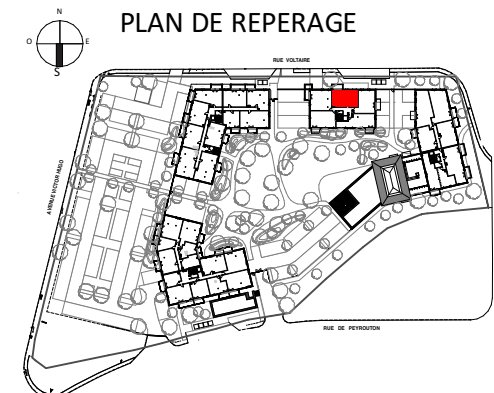 PLAN DE REPERAGE
N
O
E
S
RUE VOLTAIRE
AVENUE VICTOR HUGO
RUE DE PEYROUTON